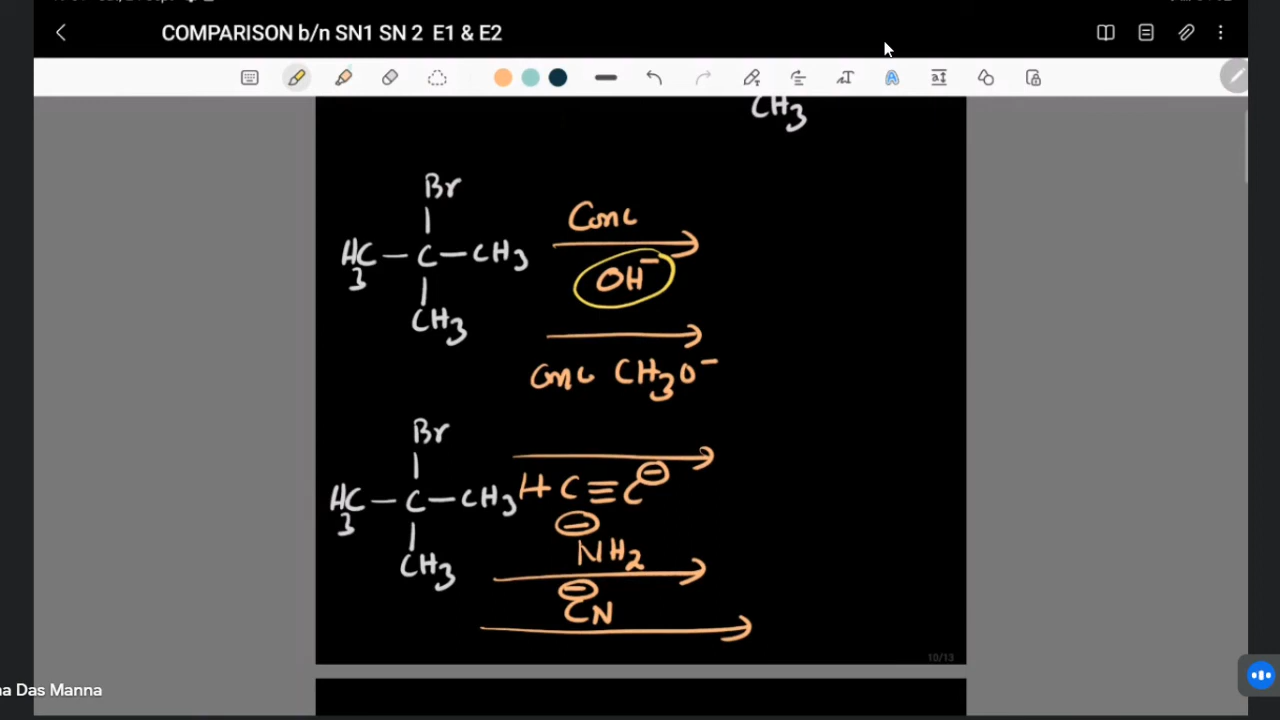 COMPARISON b/n SN1 SN 2 E1 & E2
CH3
Br
Conc
H3C — C — CH3
OH⁻
CH3
Conc CH3O⁻
Br
H3C — C — CH3
HC≡C⊖
⊖
NH2
CH3
⊖
CN
10/13
a Das Manna